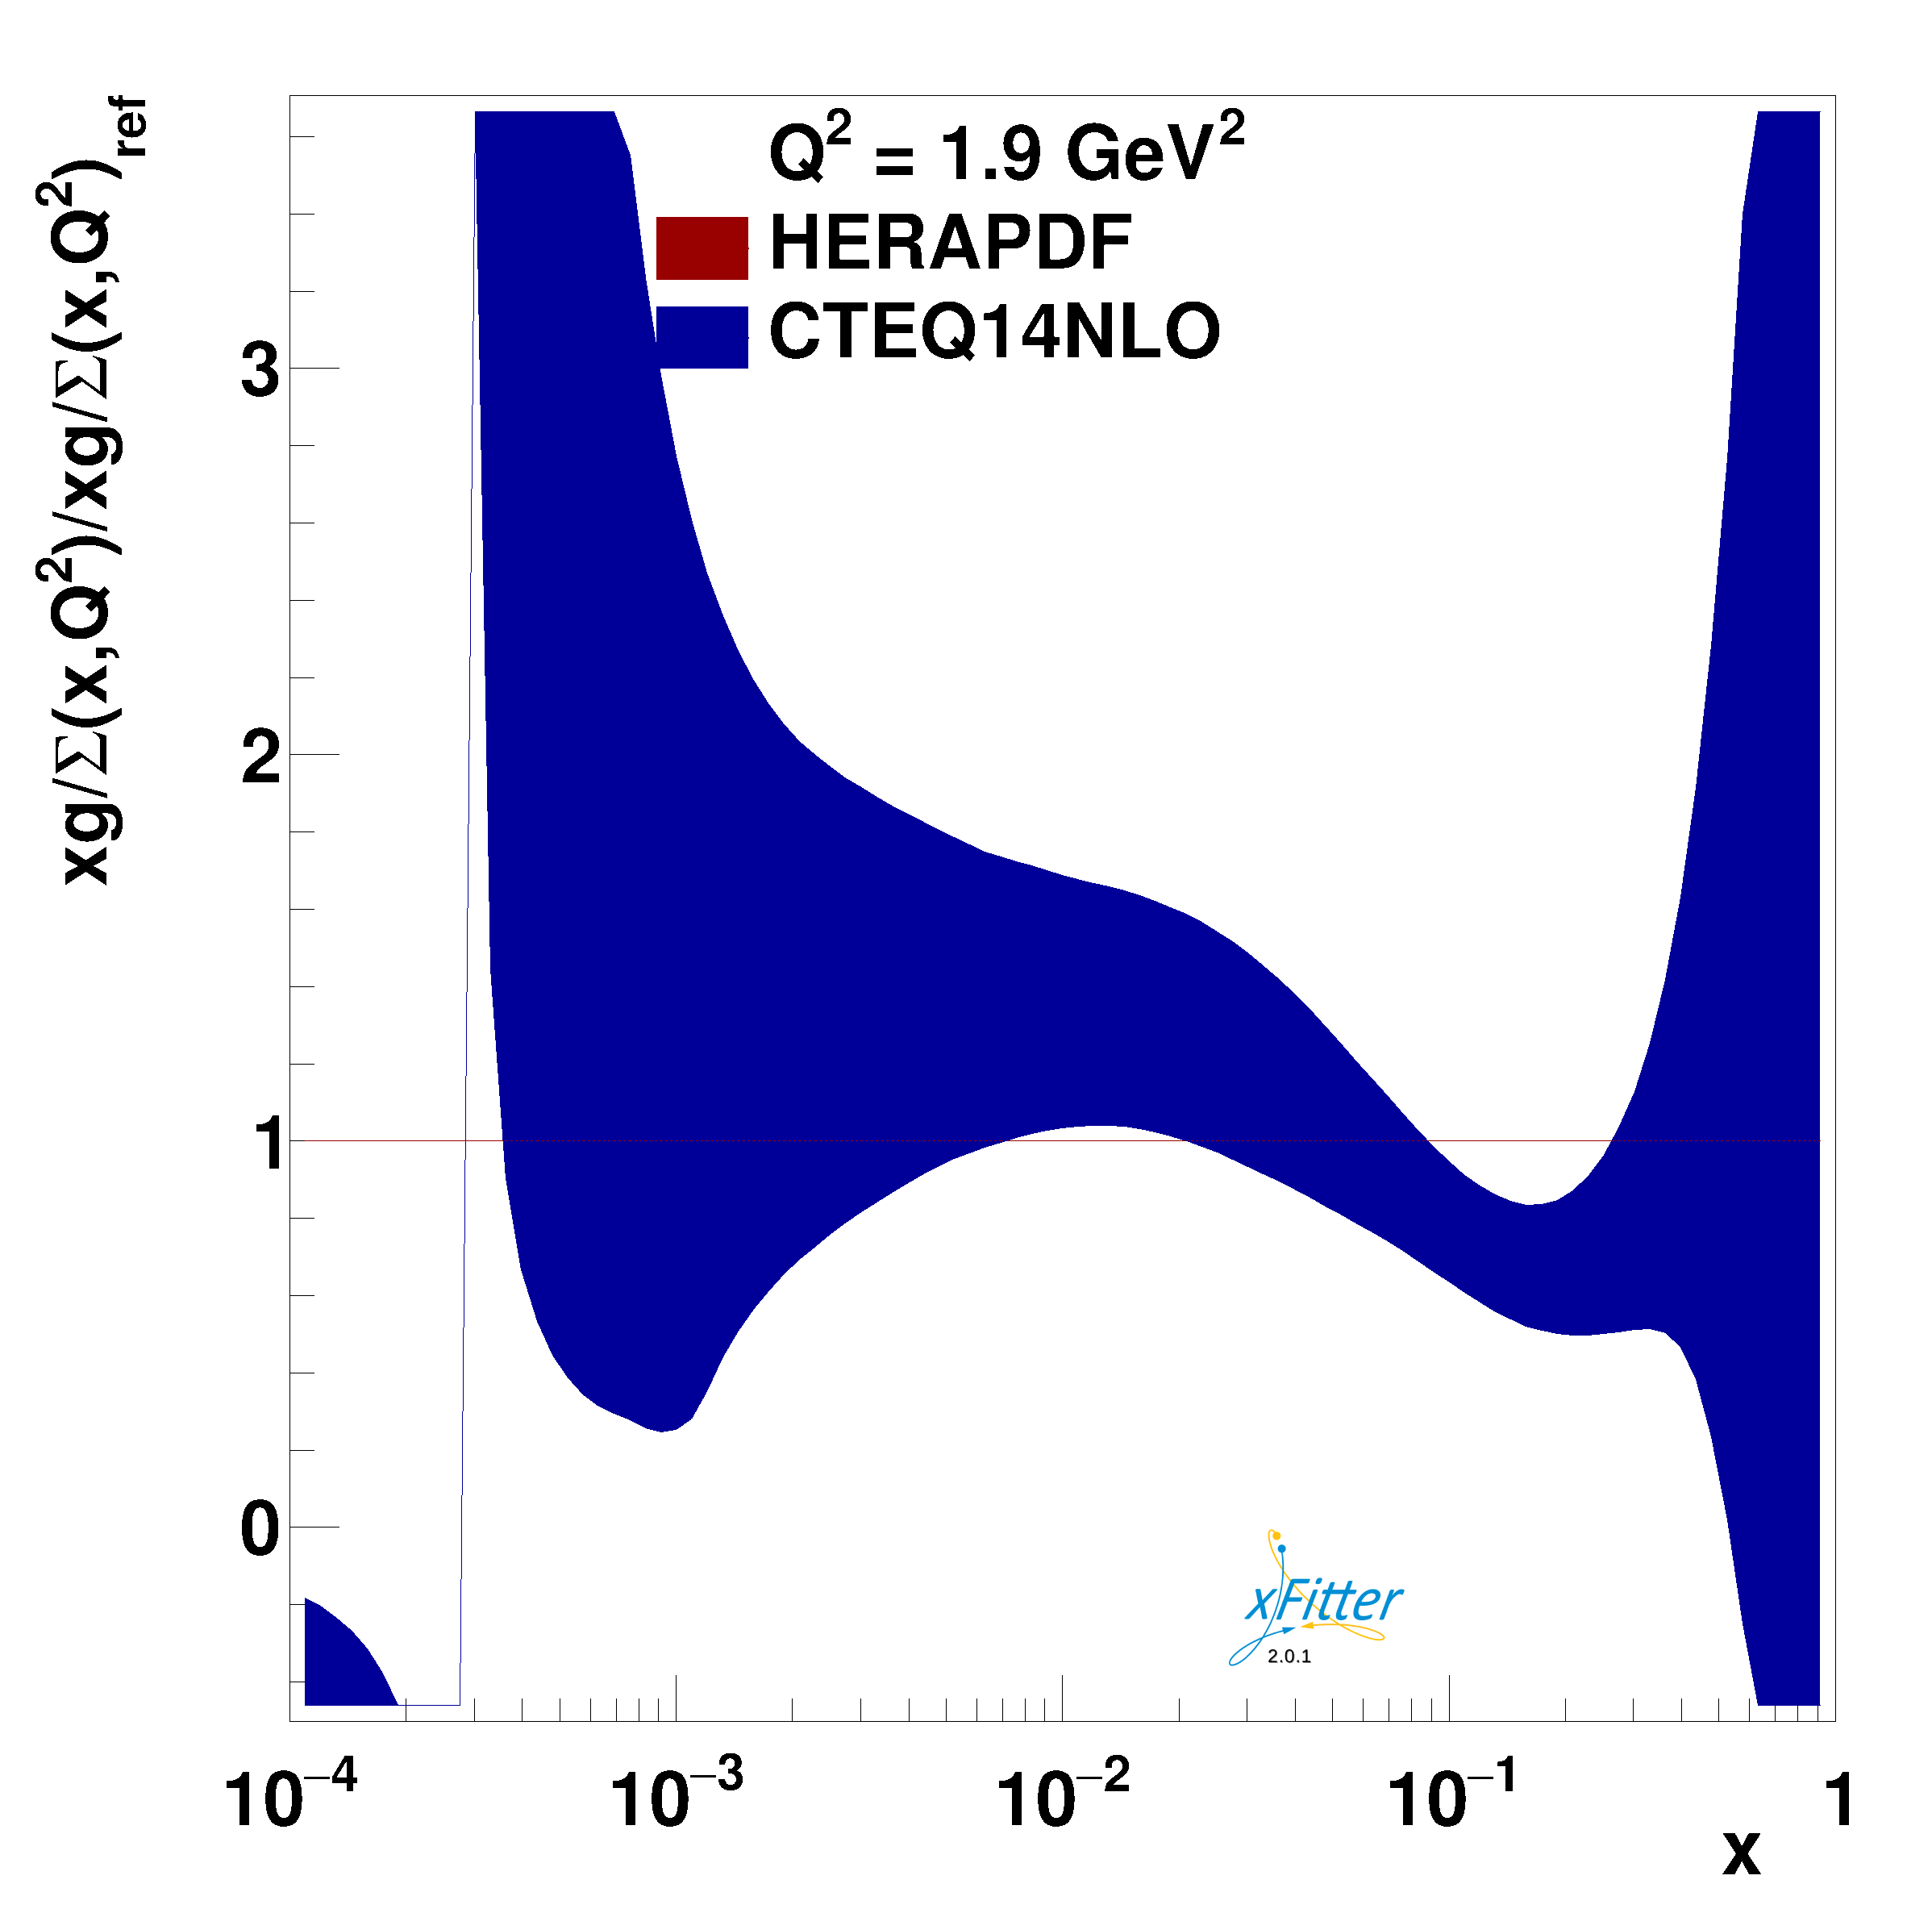 Q² = 1.9 GeV²
HERAPDF
CTEQ14NLO
xg/Σ(x,Q²)/xg/Σ(x,Q²)ref
3
2
1
0
xFitter
2.0.1
10⁻⁴ 10⁻³ 10⁻² 10⁻¹ 1
x